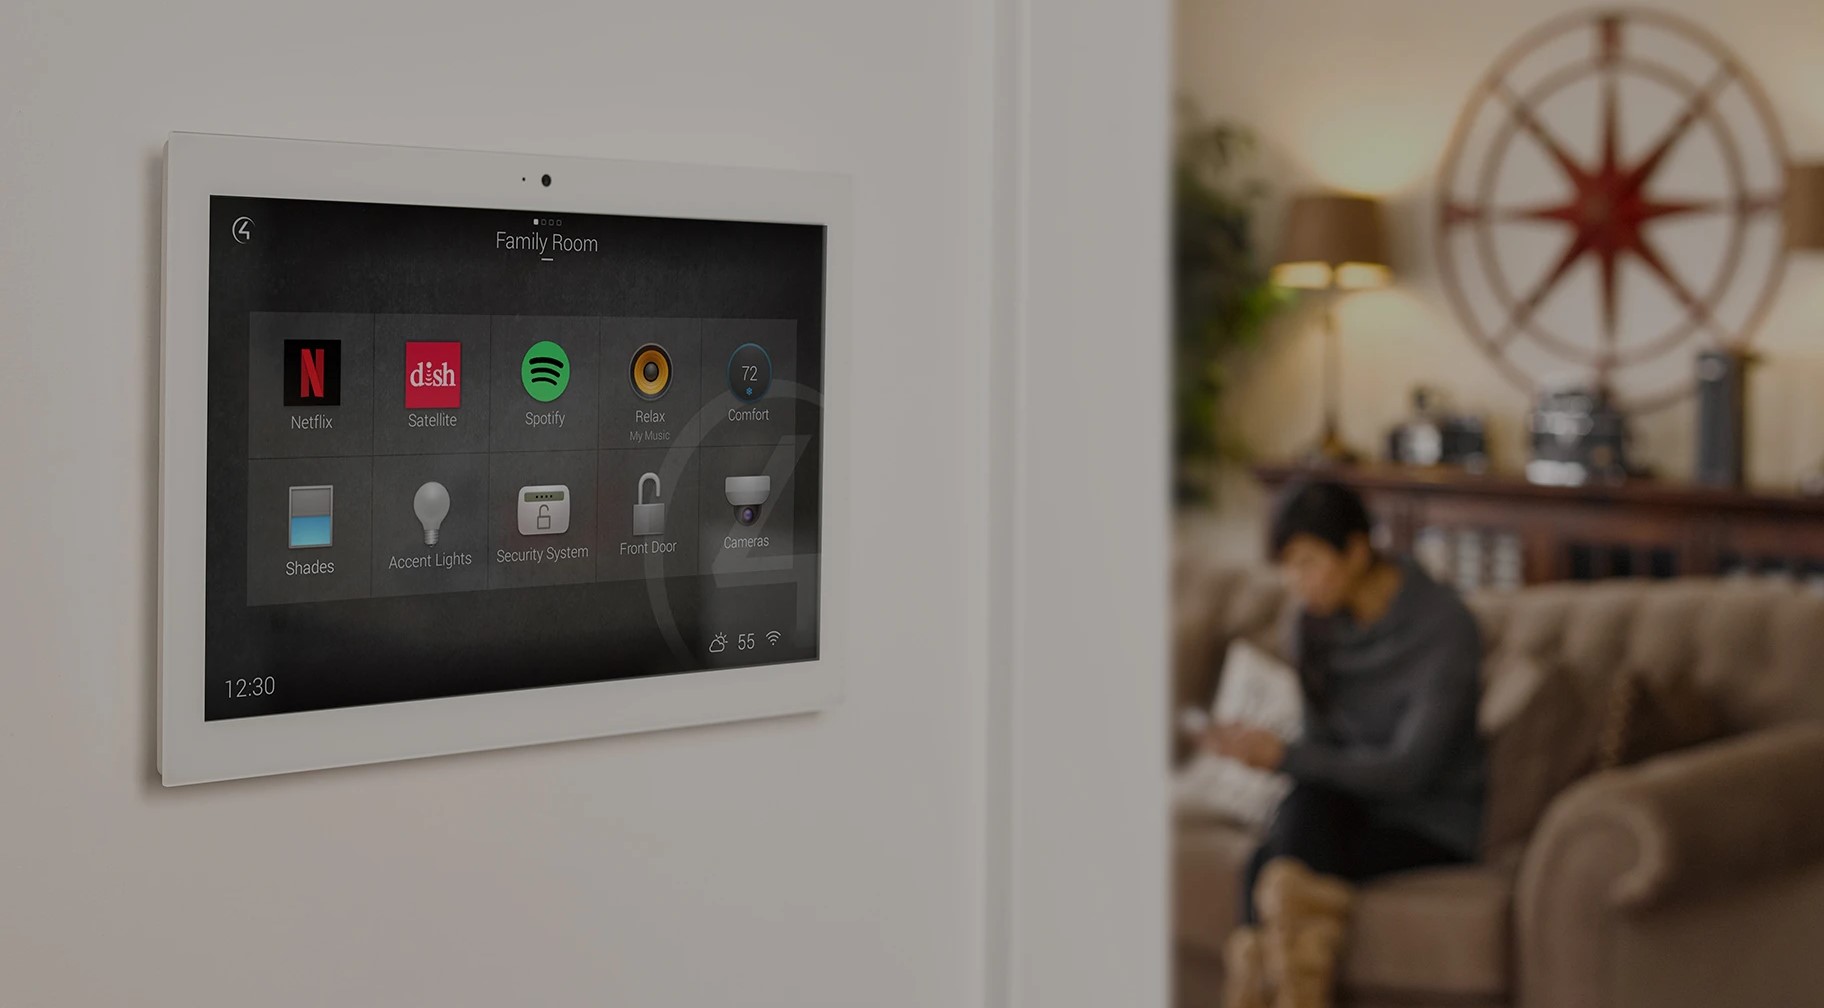 Family Room
N
dish
72
Netflix
Satellite
Spotify
Relax
My Music
Comfort
Shades
Accent Lights
Security System
Front Door
Cameras
55
12:30